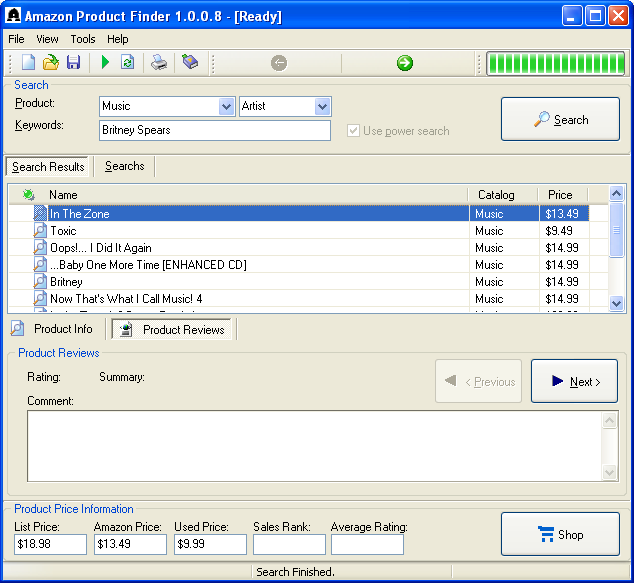 Amazon Product Finder 1.0.0.8 - [Ready]
File View Tools Help
Search
Product: Music Artist
Keywords: Britney Spears Use power search
Search
Search Results Searchs
Name Catalog Price
In The Zone Music $13.49
Toxic Music $9.49
Oops!... I Did It Again Music $14.99
...Baby One More Time [ENHANCED CD] Music $14.99
Britney Music $14.99
Now That's What I Call Music! 4 Music $14.99
Product Info Product Reviews
Product Reviews
Rating: Summary:
< Previous Next >
Comment:
Product Price Information
List Price: Amazon Price: Used Price: Sales Rank: Average Rating:
$18.98 $13.49 $9.99
Shop
Search Finished.